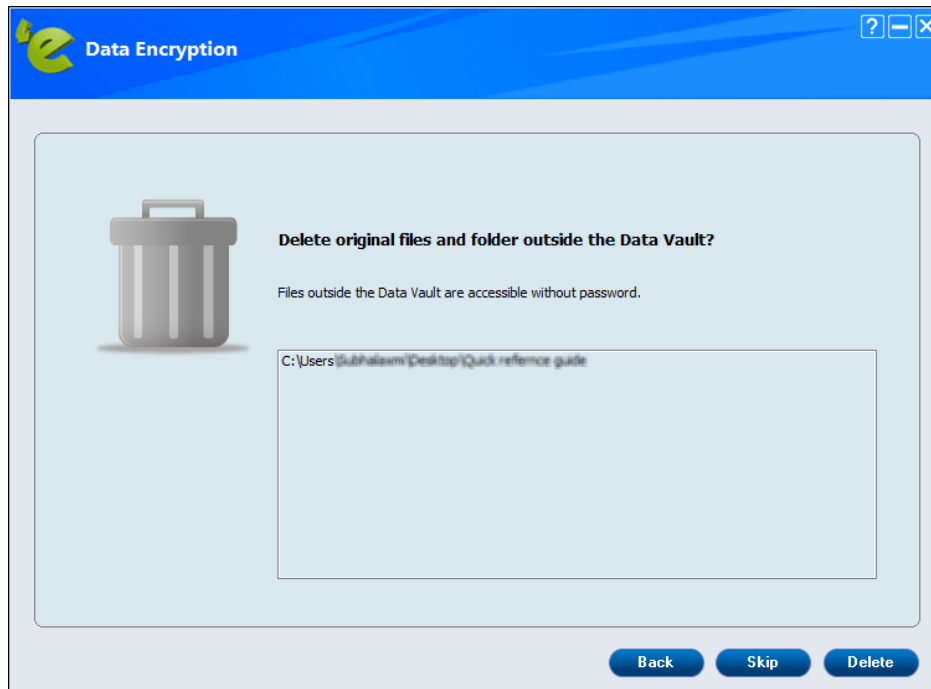 Data Encryption
Delete original files and folder outside the Data Vault?
Files outside the Data Vault are accessible without password.
C:\Users
Back Skip Delete